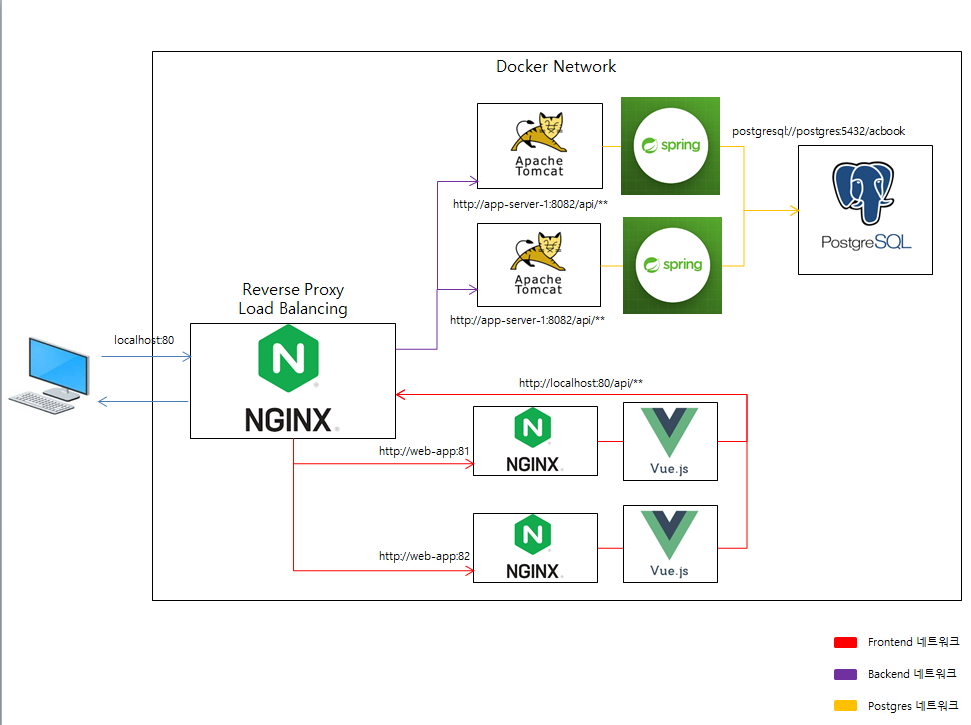 Docker Network
Apache
Tomcat
spring
postgresql://postgres:5432/acbook
http://app-server-1:8082/api/**
PostgreSQL
Apache
Tomcat
spring
http://app-server-1:8082/api/**
Reverse Proxy
Load Balancing
localhost:80
N
NGINX
http://localhost:80/api/**
http://web-app:81
N
NGINX
Vue.js
http://web-app:82
N
NGINX
Vue.js
Frontend 네트워크
Backend 네트워크
Postgres 네트워크